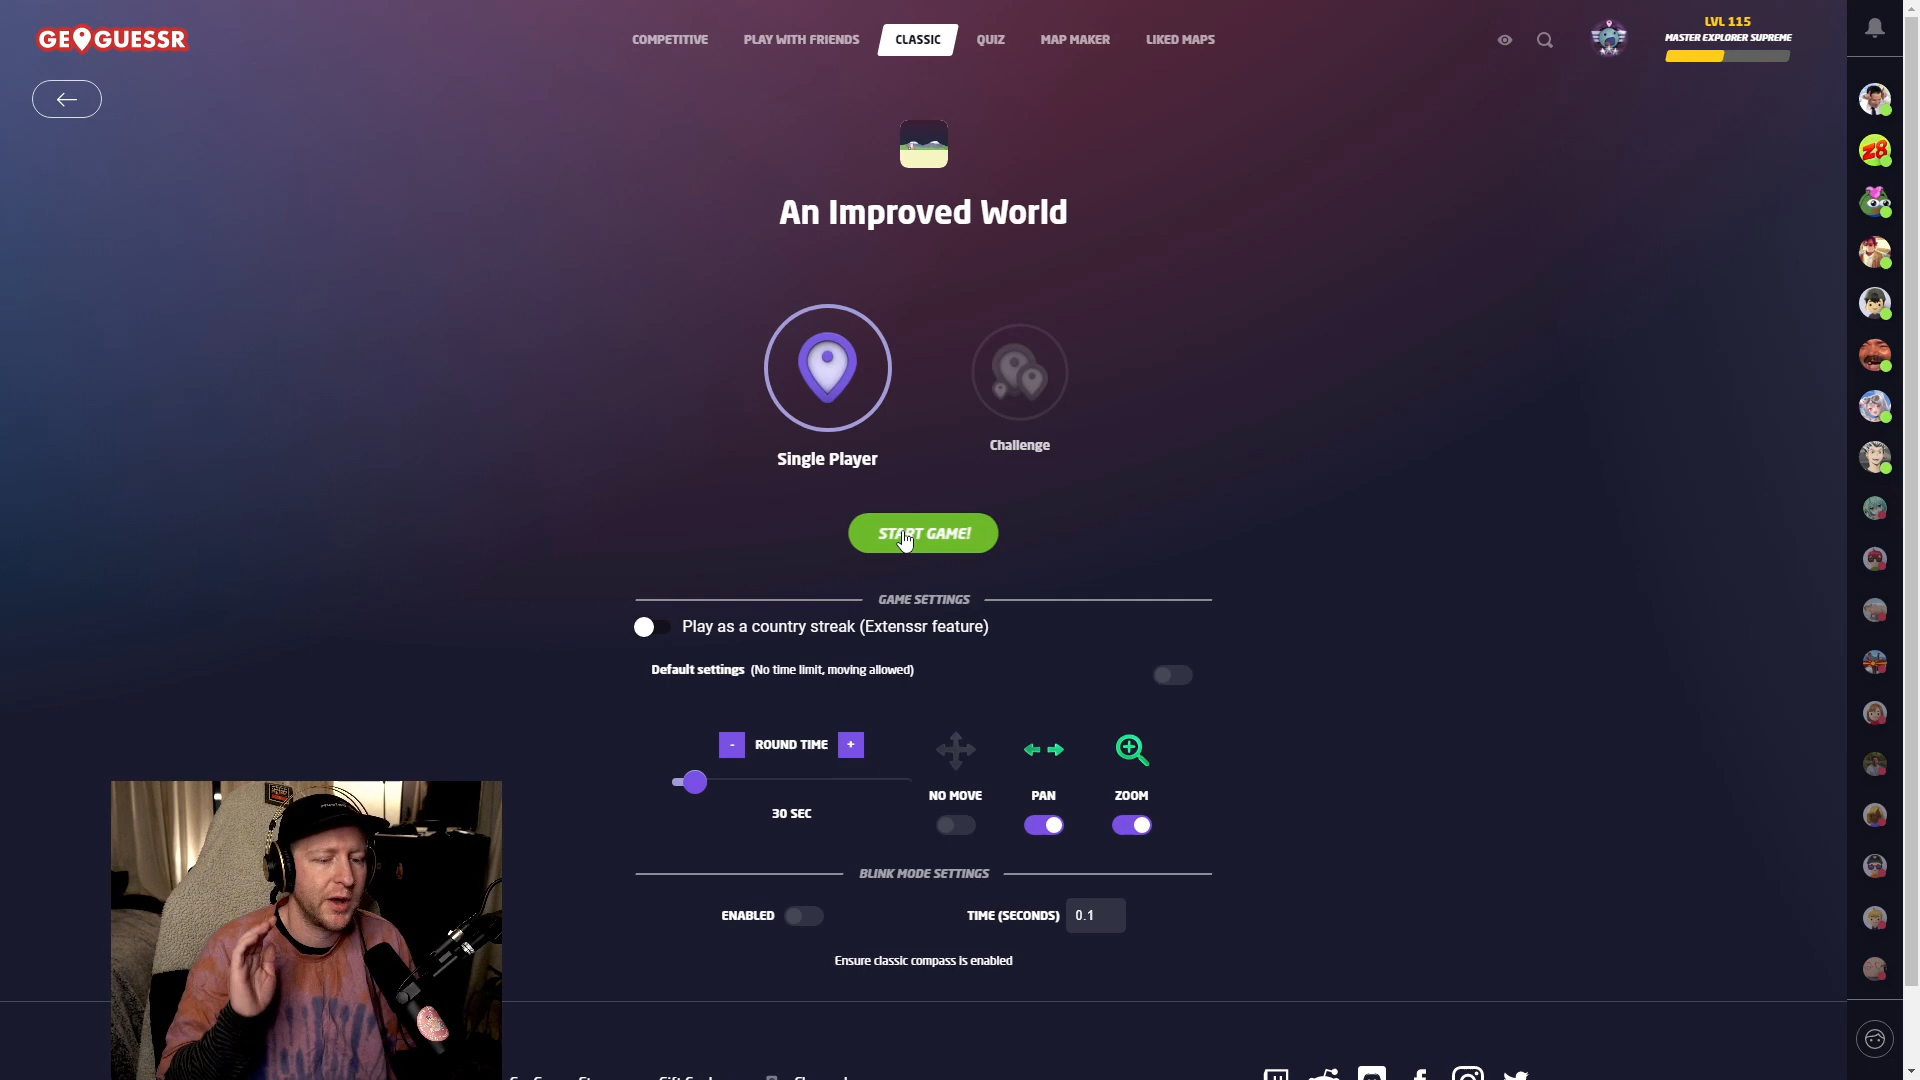 GEOGUESSR
COMPETITIVE
PLAY WITH FRIENDS
CLASSIC
QUIZ
MAP MAKER
LIKED MAPS
LVL 115
MASTER EXPLORER SUPREME
Z8
An Improved World
Single Player
Challenge
START GAME!
GAME SETTINGS
Play as a country streak (Extenssr feature)
Default settings (No time limit, moving allowed)
- ROUND TIME +
30 SEC
NO MOVE
PAN
ZOOM
BLINK MODE SETTINGS
ENABLED
TIME (SECONDS) 0.1
Ensure classic compass is enabled